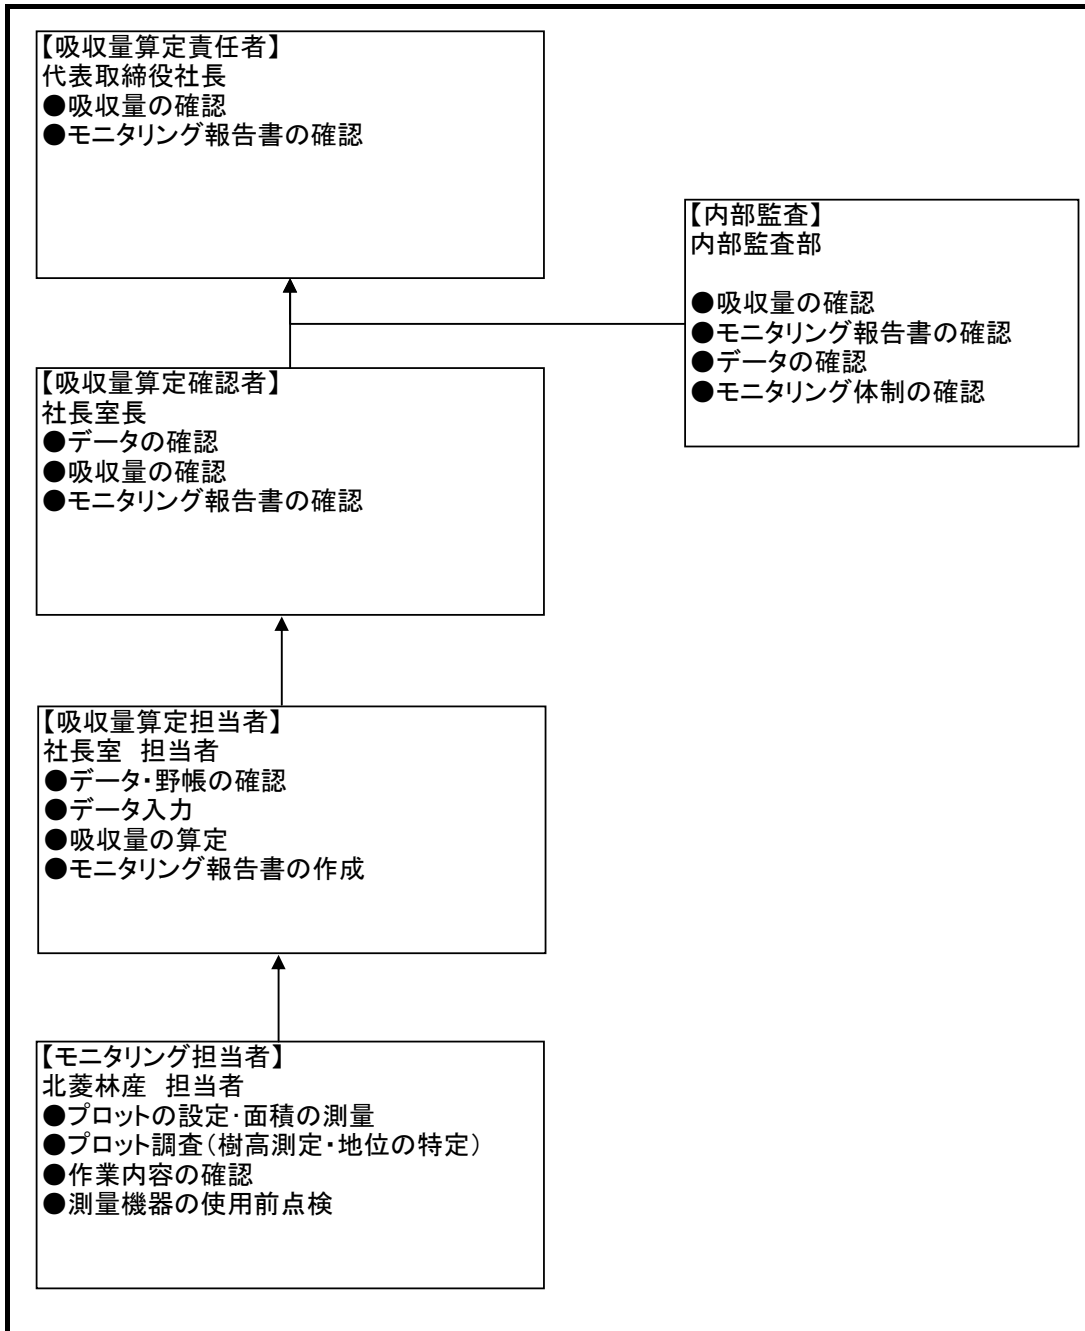 【吸収量算定責任者】
代表取締役社長
●吸収量の確認
●モニタリング報告書の確認
【内部監査】
内部監査部
●吸収量の確認
●モニタリング報告書の確認
●データの確認
●モニタリング体制の確認
【吸収量算定確認者】
社長室長
●データの確認
●吸収量の確認
●モニタリング報告書の確認
【吸収量算定担当者】
社長室　担当者
●データ・野帳の確認
●データ入力
●吸収量の算定
●モニタリング報告書の作成
【モニタリング担当者】
北菱林産　担当者
●プロットの設定･面積の測量
●プロット調査（樹高測定・地位の特定）
●作業内容の確認
●測量機器の使用前点検